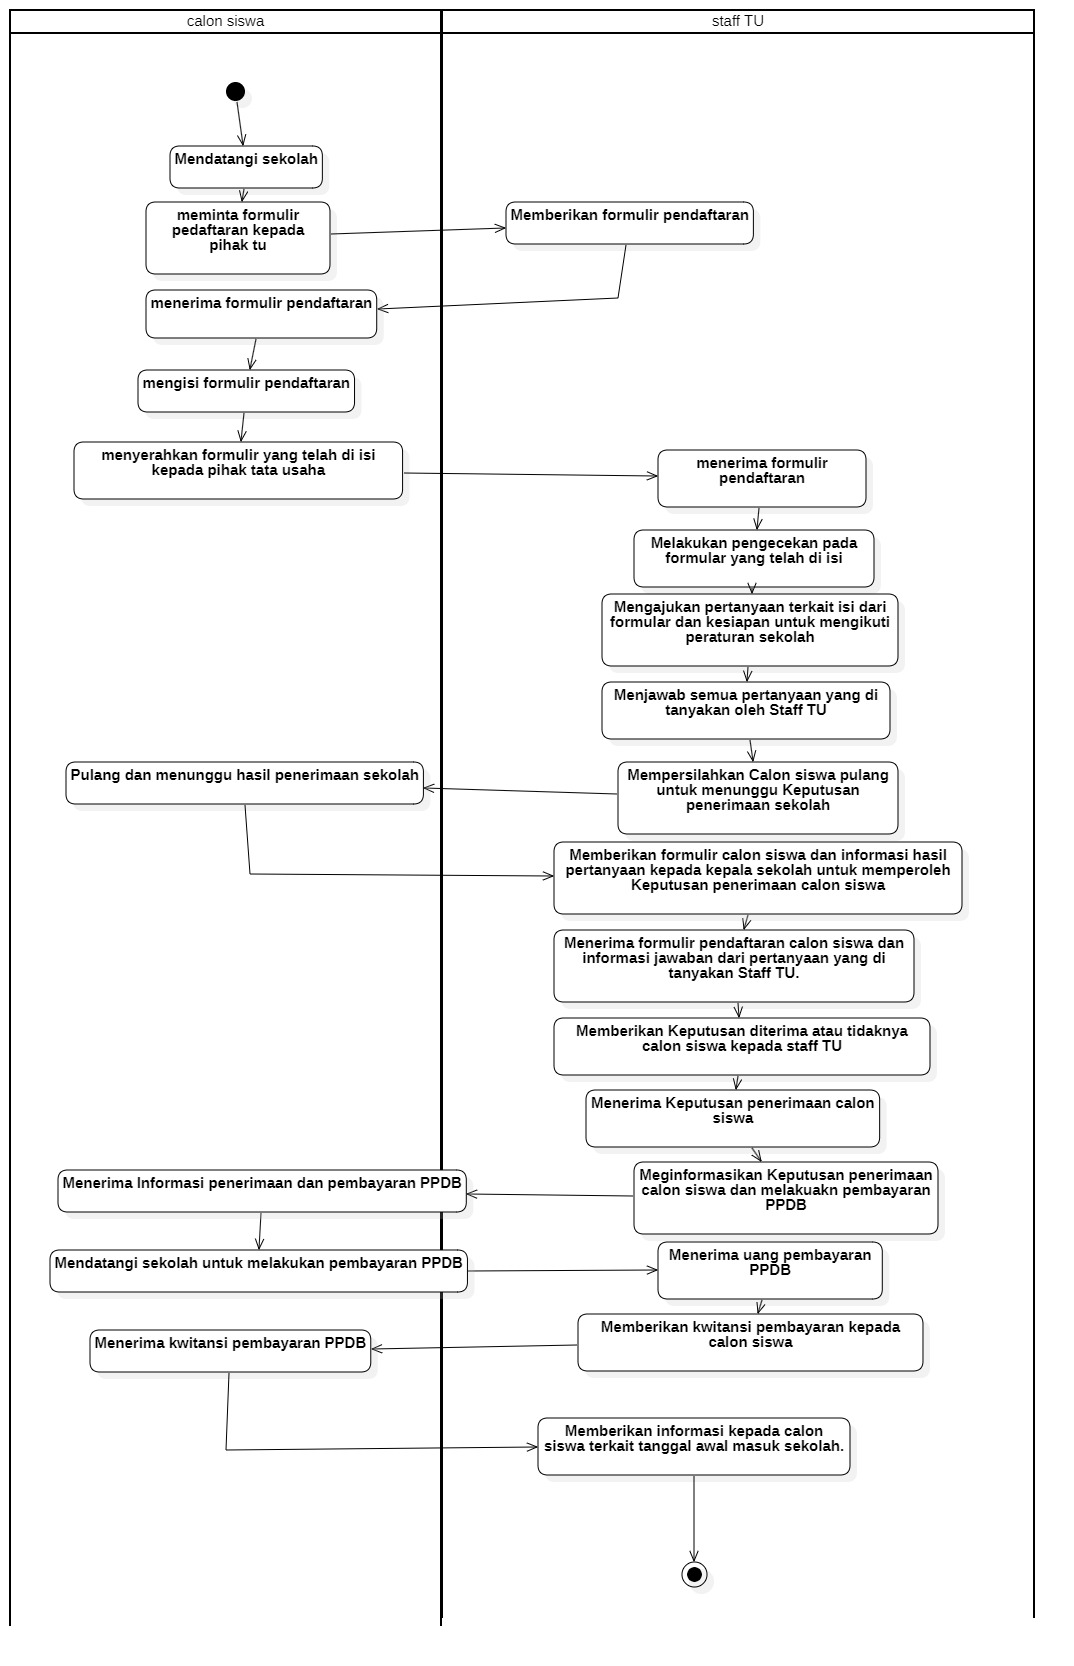 calon siswa
staff TU
Mendatangi sekolah
meminta formulir
pedaftaran kepada
pihak tu
Memberikan formulir pendaftaran
menerima formulir pendaftaran
mengisi formulir pendaftaran
menyerahkan formulir yang telah di isi
kepada pihak tata usaha
menerima formulir
pendaftaran
Melakukan pengecekan pada
formular yang telah di isi
Mengajukan pertanyaan terkait isi dari
formular dan kesiapan untuk mengikuti
peraturan sekolah
Menjawab semua pertanyaan yang di
tanyakan oleh Staff TU
Mempersilahkan Calon siswa pulang
untuk menunggu Keputusan
penerimaan sekolah
Pulang dan menunggu hasil penerimaan sekolah
Memberikan formulir calon siswa dan informasi hasil
pertanyaan kepada kepala sekolah untuk memperoleh
Keputusan penerimaan calon siswa
Menerima formulir pendaftaran calon siswa dan
informasi jawaban dari pertanyaan yang di
tanyakan Staff TU.
Memberikan Keputusan diterima atau tidaknya
calon siswa kepada staff TU
Menerima Keputusan penerimaan calon
siswa
Meginformasikan Keputusan penerimaan
calon siswa dan melakuakn pembayaran
PPDB
Menerima Informasi penerimaan dan pembayaran PPDB
Mendatangi sekolah untuk melakukan pembayaran PPDB
Menerima uang pembayaran
PPDB
Memberikan kwitansi pembayaran kepada
calon siswa
Menerima kwitansi pembayaran PPDB
Memberikan informasi kepada calon
siswa terkait tanggal awal masuk sekolah.